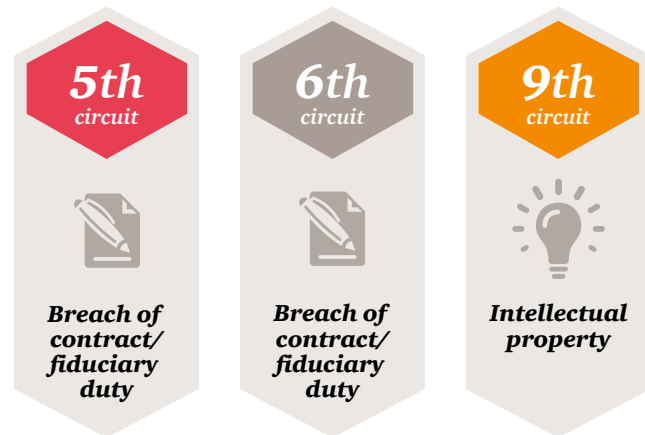 5th
circuit
Breach of
contract/
fiduciary
duty
6th
circuit
Breach of
contract/
fiduciary
duty
9th
circuit
Intellectual
property